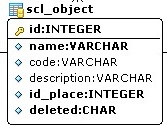 scl_object
id:INTEGER
name:VARCHAR
code:VARCHAR
description:VARCHAR
id_place:INTEGER
deleted:CHAR